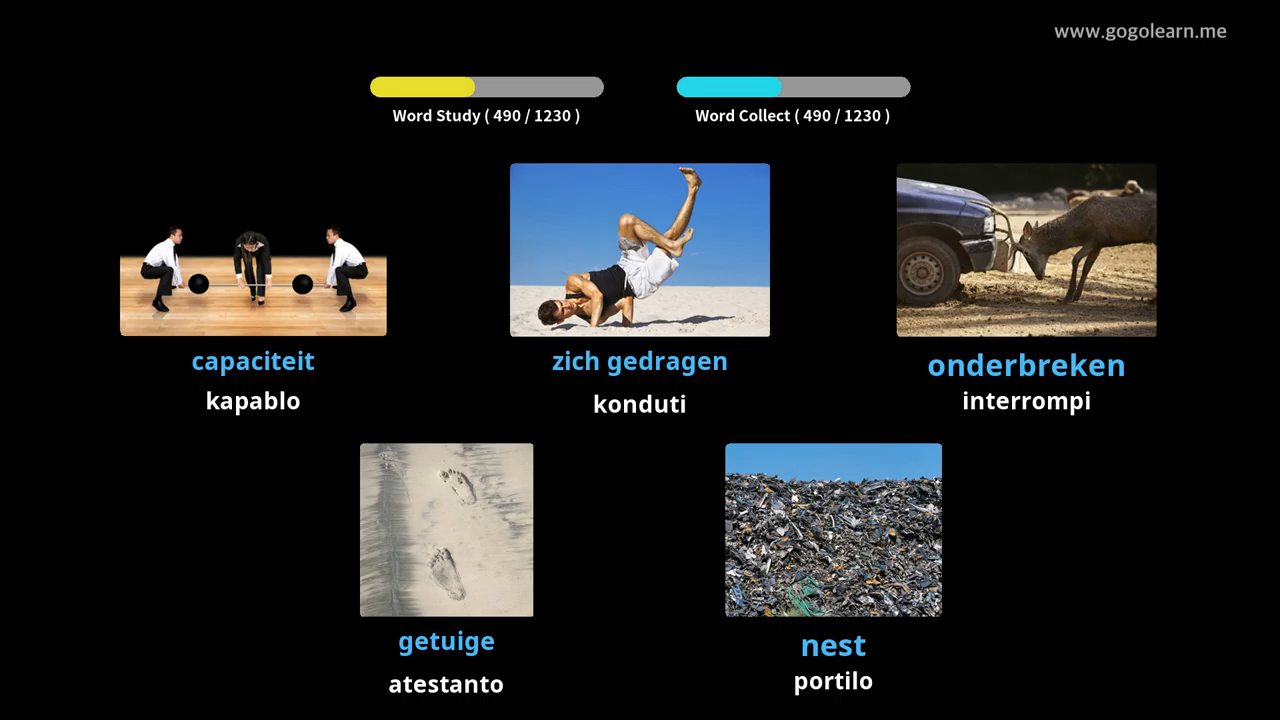 www.gogolearn.me
Word Study ( 490 / 1230 )
Word Collect ( 490 / 1230 )
capaciteit
kapablo
zich gedragen
konduti
onderbreken
interrompi
getuige
atestanto
nest
portilo